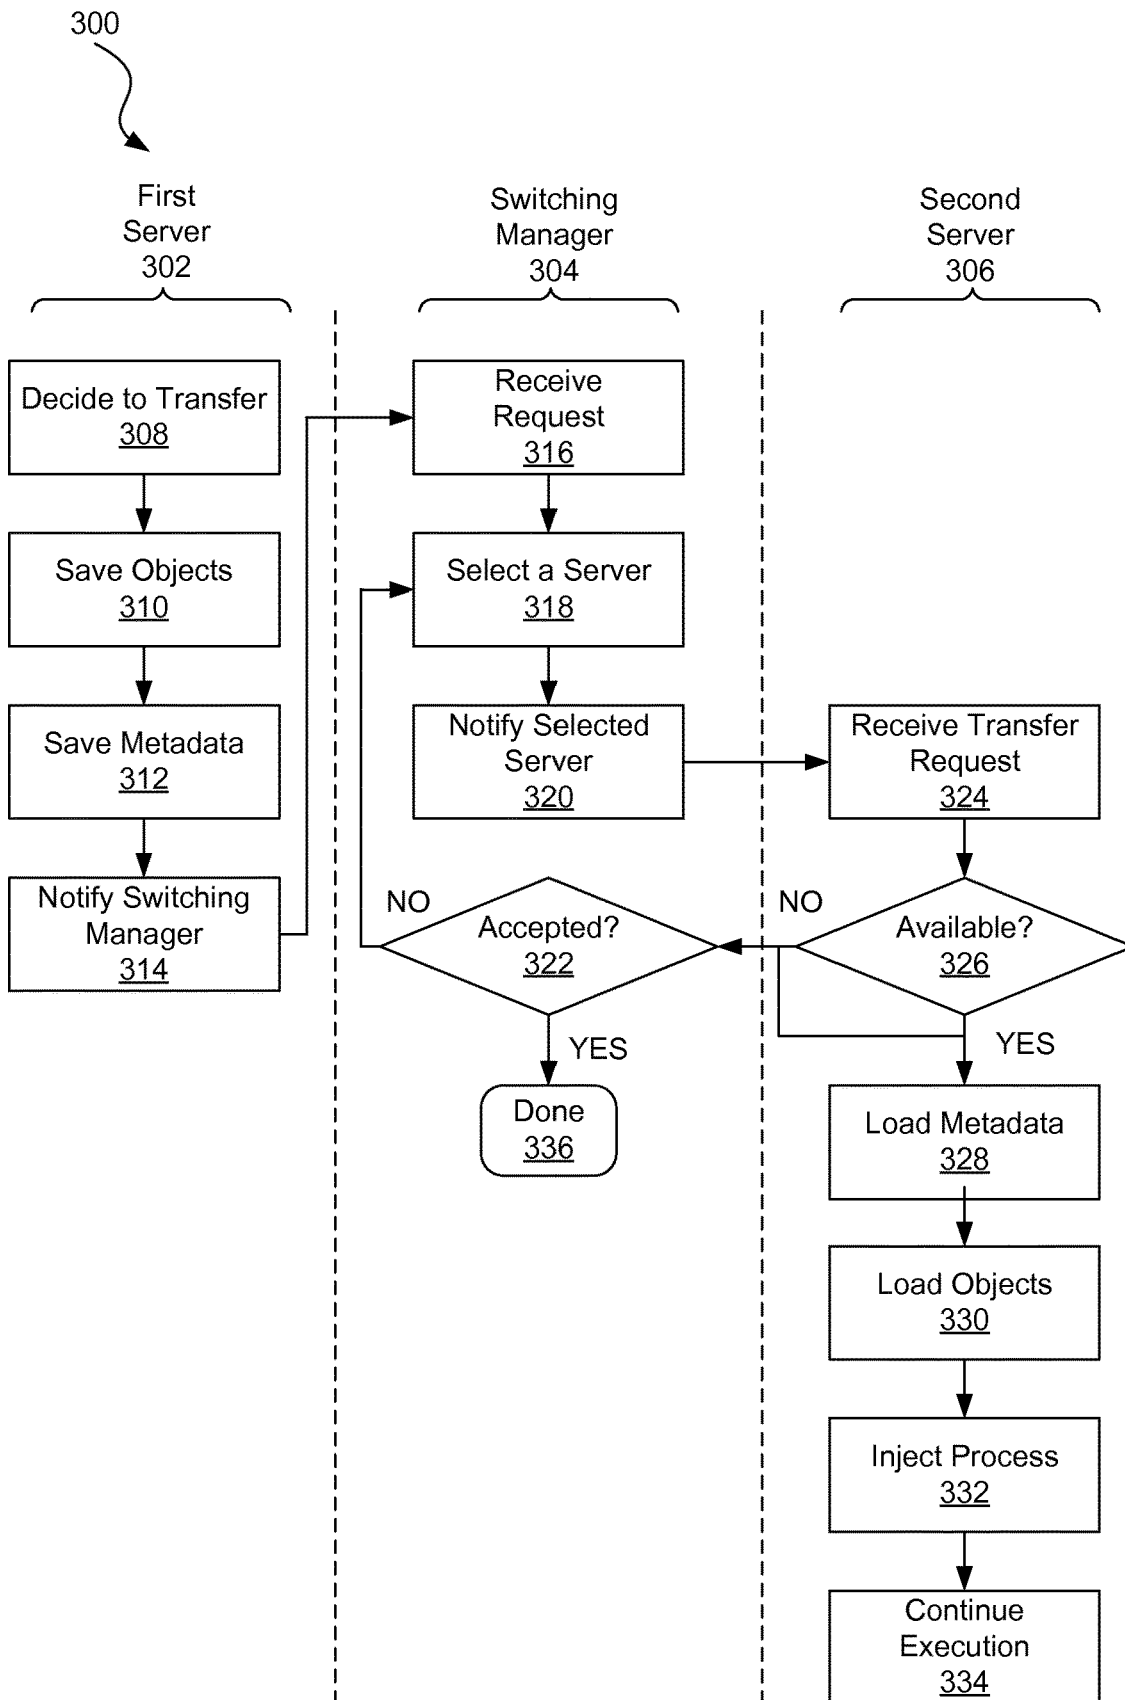 300
First
Server
302
Switching
Manager
304
Second
Server
306
Decide to Transfer
308
Save Objects
310
Save Metadata
312
Notify Switching
Manager
314
Receive
Request
316
Select a Server
318
Notify Selected
Server
320
NO
Accepted?
322
YES
Done
336
Receive Transfer
Request
324
NO
Available?
326
YES
Load Metadata
328
Load Objects
330
Inject Process
332
Continue
Execution
334